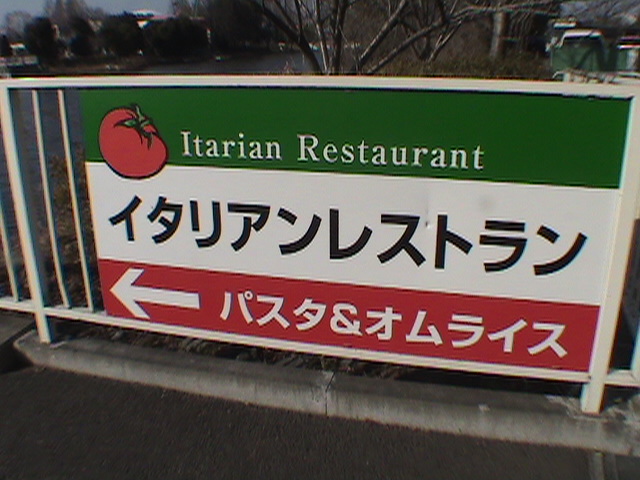 Itarian Restaurant
イタリアンレストラン
パスタ&オムライス